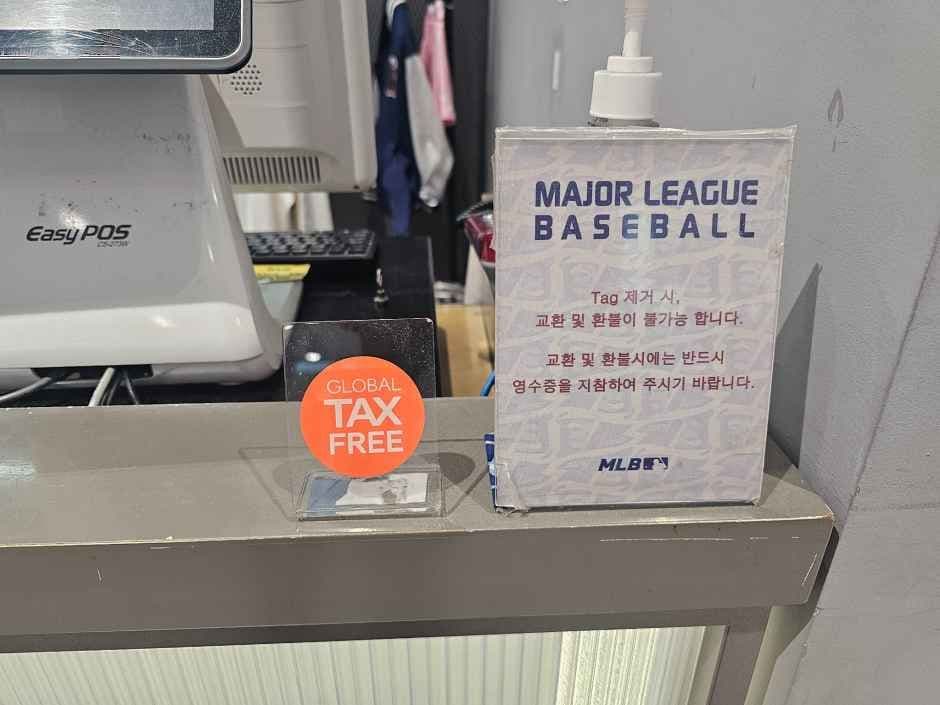 EasyPOS
GLOBAL
TAX
FREE
MAJOR LEAGUE
BASEBALL
Tag 제거 시,
교환 및 환불이 불가능 합니다.
교환 및 환불시에는 반드시
영수증을 지참하여 주시기 바랍니다.
MLB